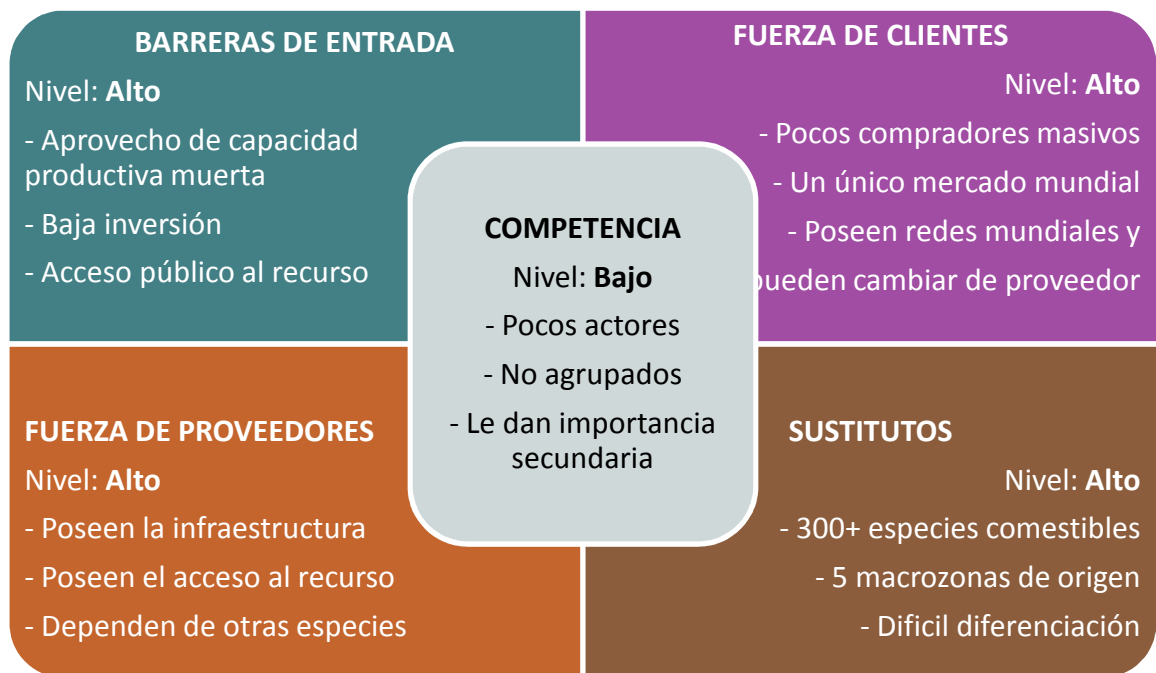 BARRERAS DE ENTRADA
Nivel: Alto
- Aprovecho de capacidad
productiva muerta
- Baja inversión
- Acceso público al recurso
FUERZA DE CLIENTES
Nivel: Alto
- Pocos compradores masivos
- Un único mercado mundial
- Poseen redes mundiales y
pueden cambiar de proveedor
COMPETENCIA
Nivel: Bajo
- Pocos actores
- No agrupados
- Le dan importancia
secundaria
FUERZA DE PROVEEDORES
Nivel: Alto
- Poseen la infraestructura
- Poseen el acceso al recurso
- Dependen de otras especies
SUSTITUTOS
Nivel: Alto
- 300+ especies comestibles
- 5 macrozonas de origen
- Dificil diferenciación